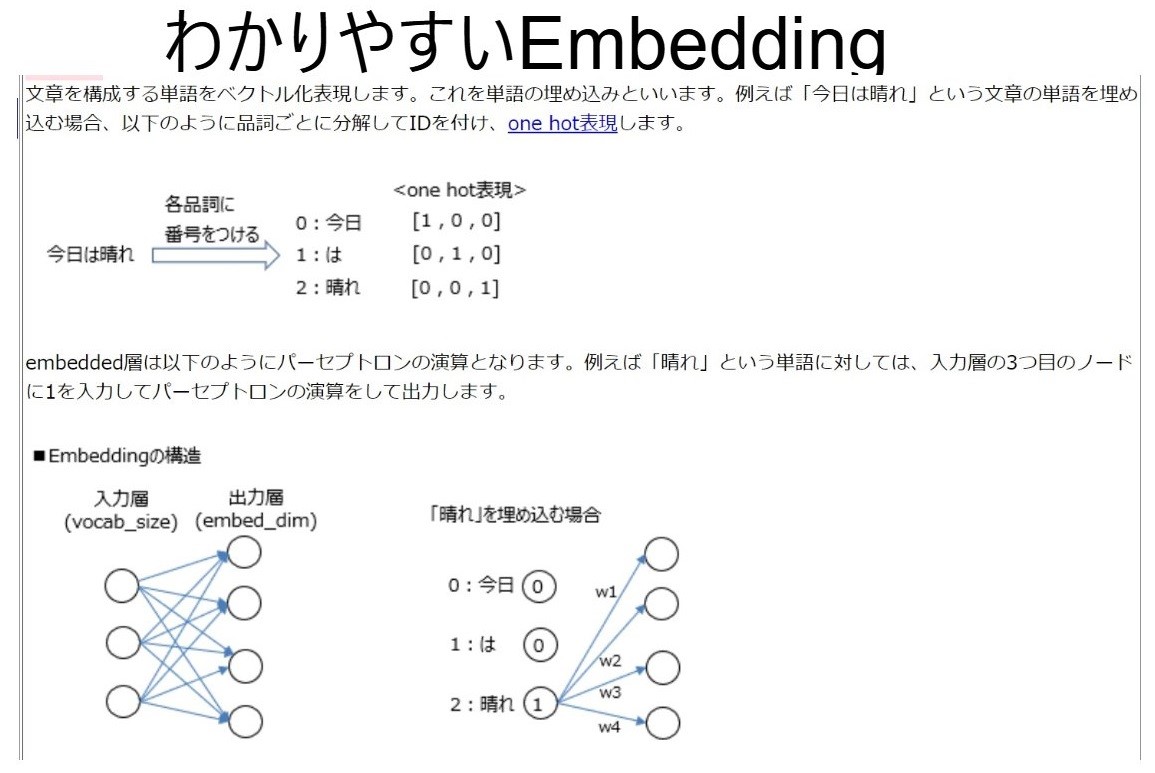 わかりやすいEmbedding
文章を構成する単語をベクトル化表現します。これを単語の埋め込みといいます。例えば「今日は晴れ」という文章の単語を埋め
込む場合、以下のように品詞ごとに分解してIDを付け、one hot表現します。
<one hot表現>
各品詞に
番号をつける
今日は晴れ
0：今日 [1 , 0 , 0]
1：は [0 , 1 , 0]
2：晴れ [0 , 0 , 1]
embedded層は以下のようにパーセプトロンの演算となります。例えば「晴れ」という単語に対しては、入力層の3つ目のノード
に1を入力してパーセプトロンの演算をして出力します。
■Embeddingの構造
入力層
(vocab_size)
出力層
(embed_dim)
「晴れ」を埋め込む場合
0：今日 0
1：は 0
2：晴れ 1
w1
w2
w3
w4